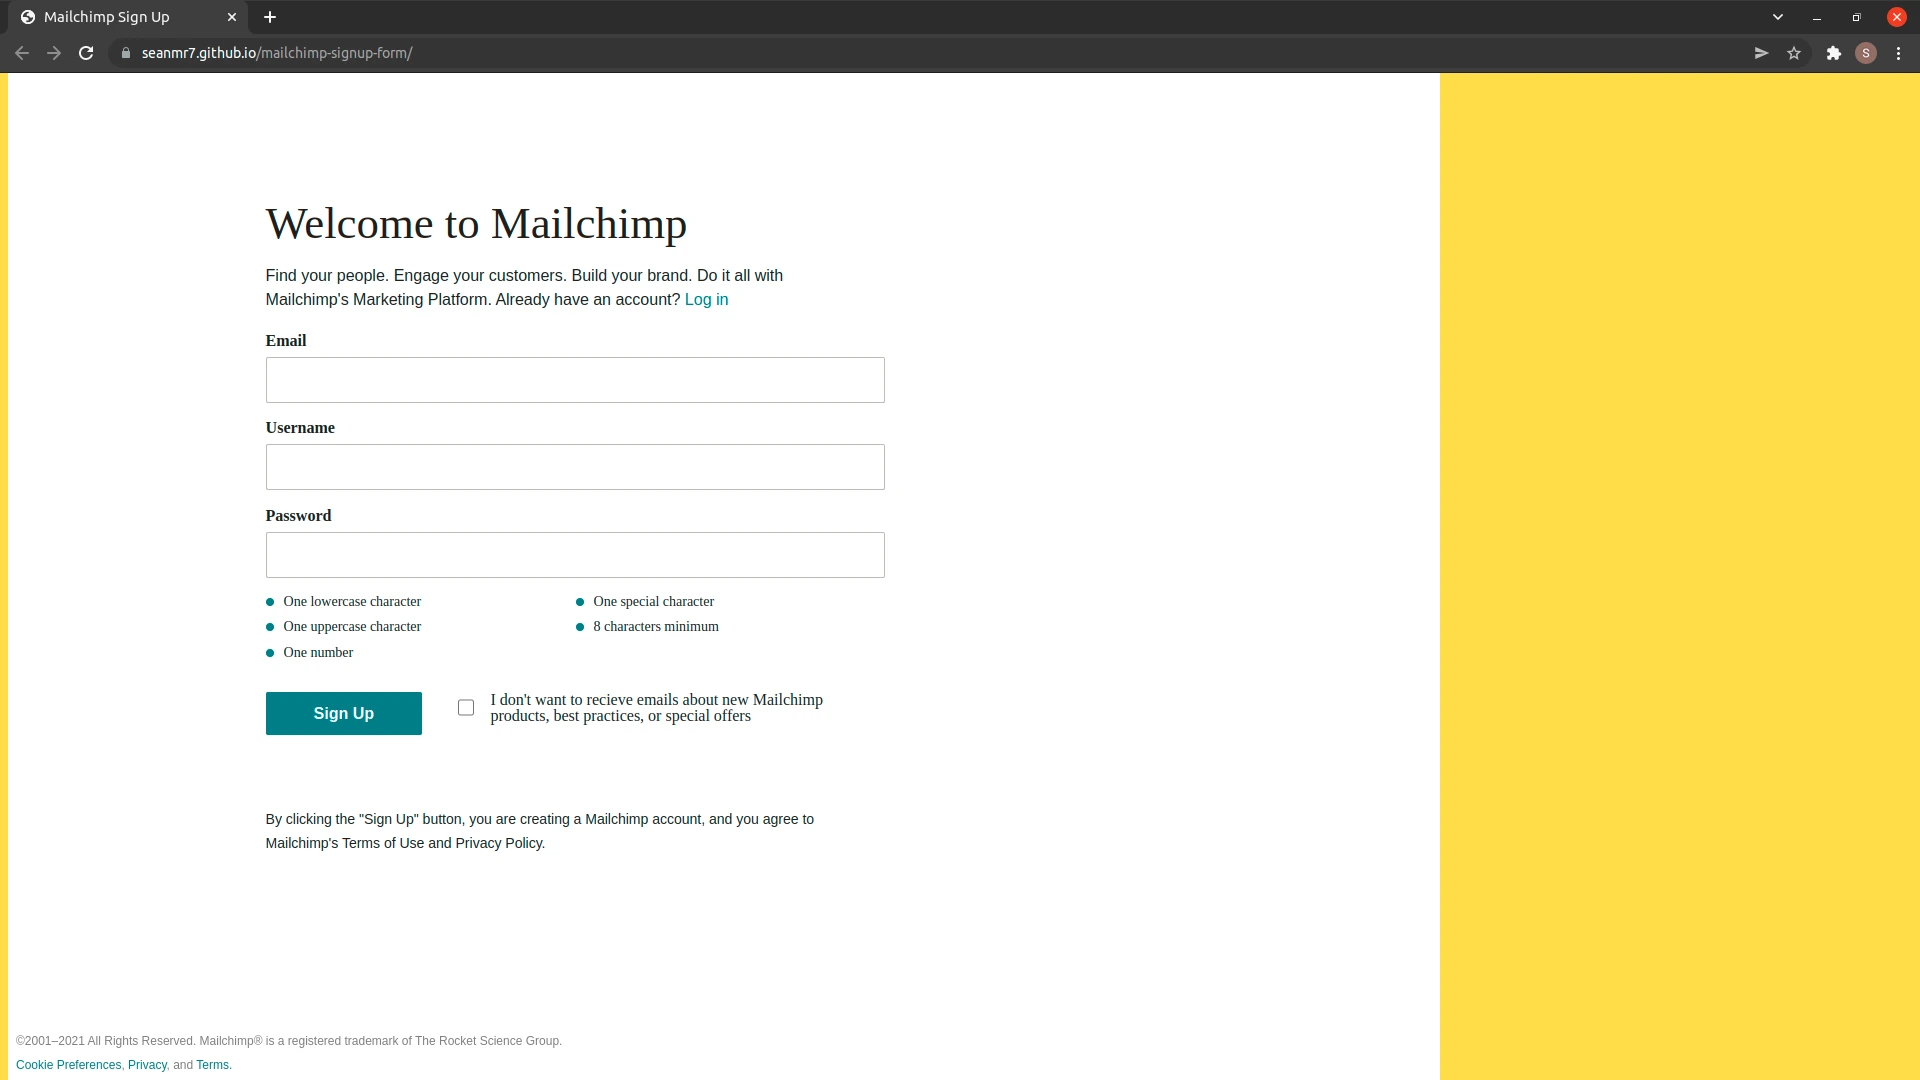 Mailchimp Sign Up
seanmr7.github.io/mailchimp-signup-form/
S
Welcome to Mailchimp
Find your people. Engage your customers. Build your brand. Do it all with
Mailchimp's Marketing Platform. Already have an account? Log in
Email
Username
Password
One lowercase character
One special character
One uppercase character
8 characters minimum
One number
Sign Up
I don't want to recieve emails about new Mailchimp
products, best practices, or special offers
By clicking the "Sign Up" button, you are creating a Mailchimp account, and you agree to
Mailchimp's Terms of Use and Privacy Policy.
©2001–2021 All Rights Reserved. Mailchimp® is a registered trademark of The Rocket Science Group.
Cookie Preferences, Privacy, and Terms.